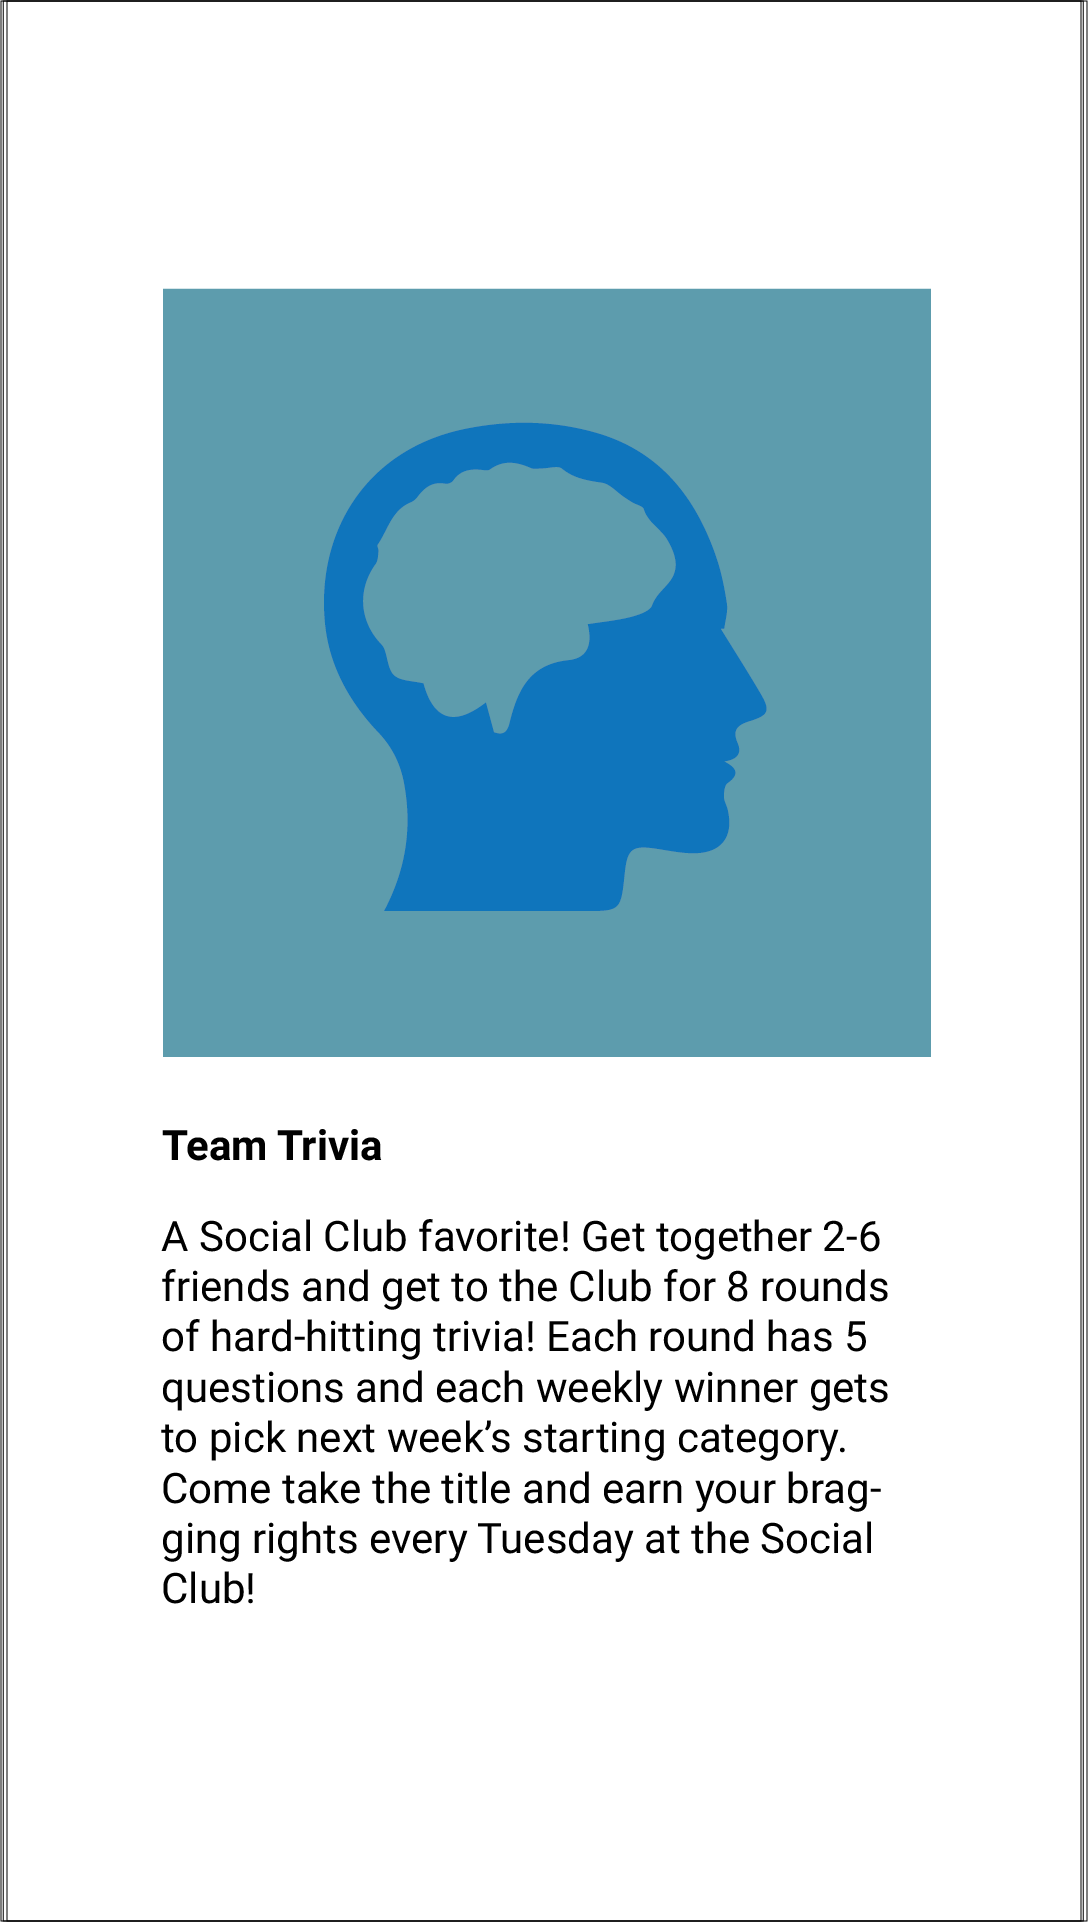 Team Trivia
A Social Club favorite! Get together 2-6
friends and get to the Club for 8 rounds
of hard-hitting trivia! Each round has 5
questions and each weekly winner gets
to pick next week’s starting category.
Come take the title and earn your brag-
ging rights every Tuesday at the Social
Club!